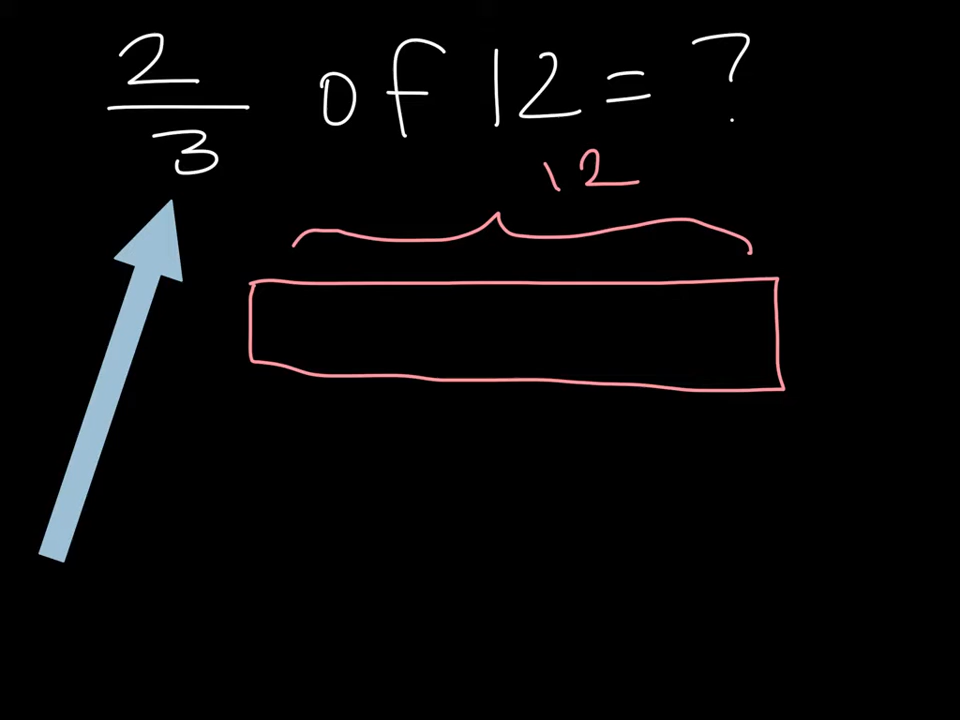 2/3 of 12 = ?
12